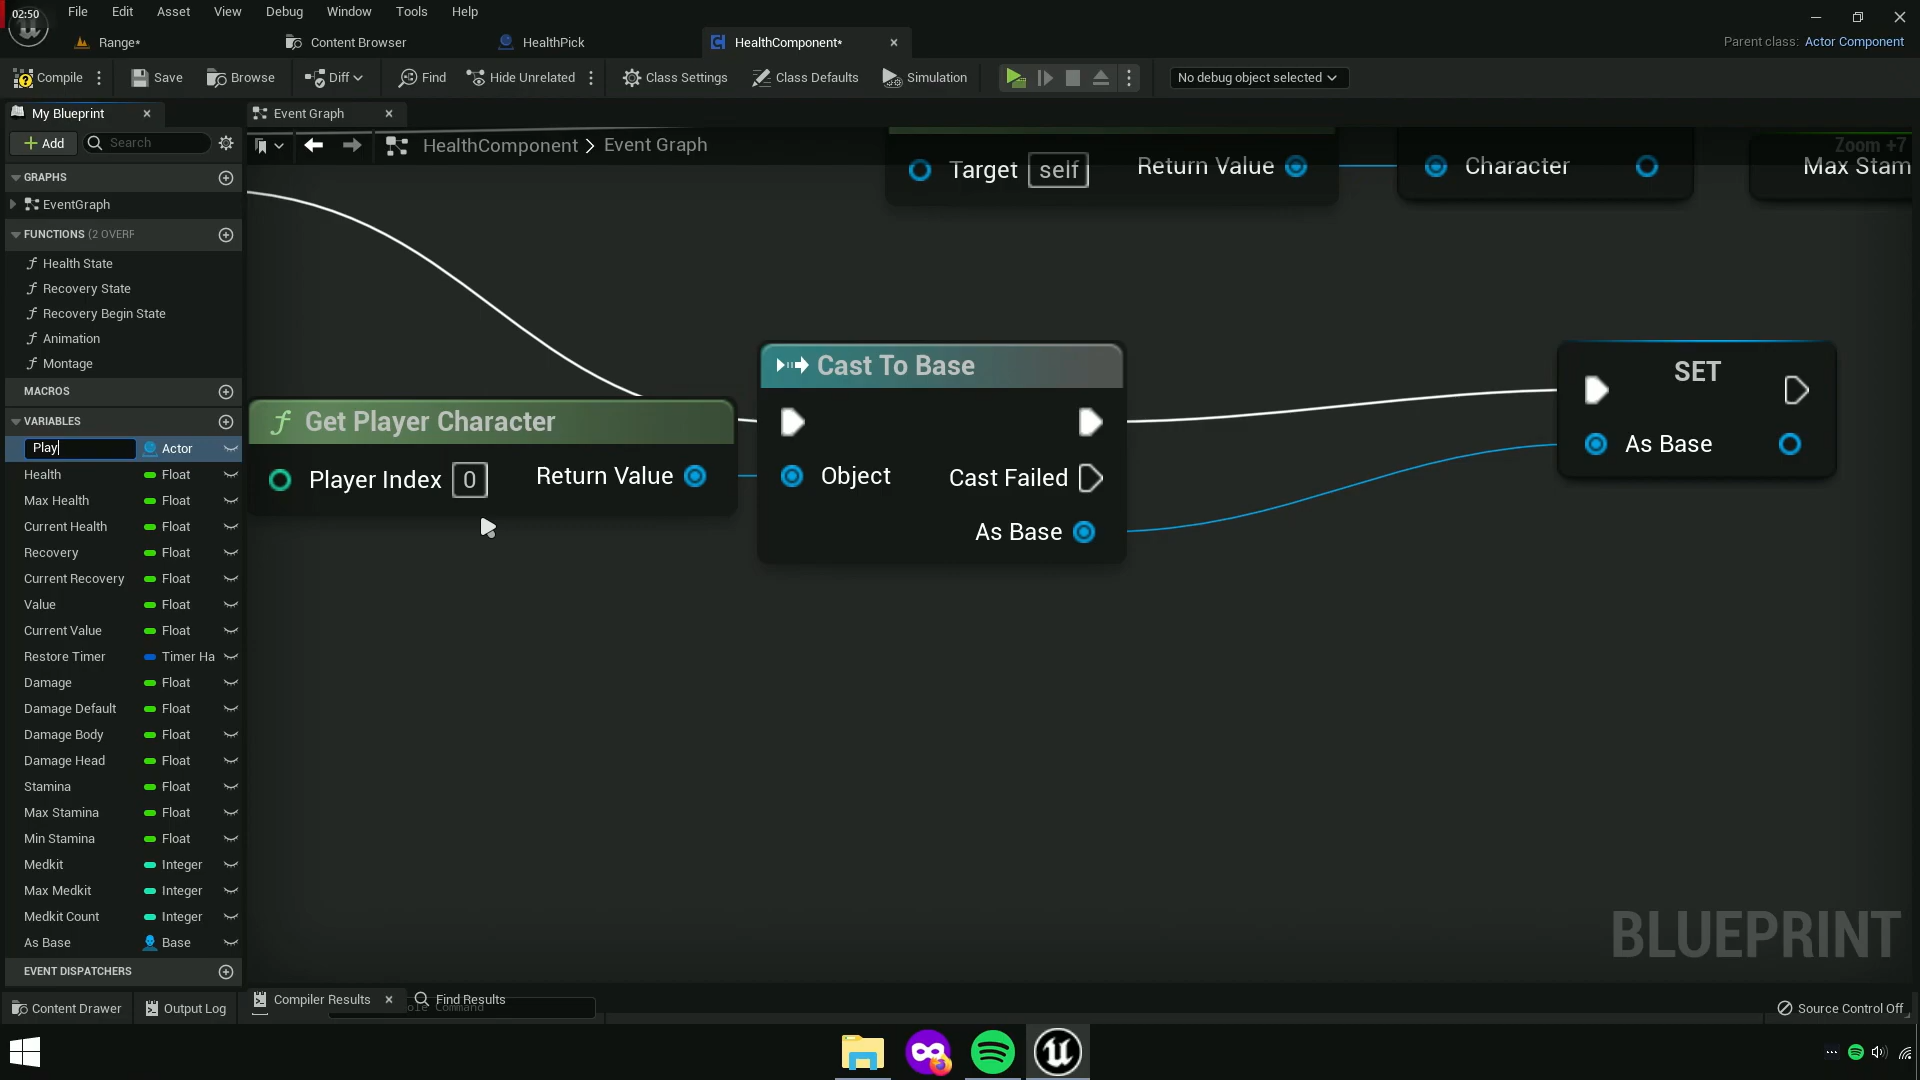 02:50
File Edit Asset View Debug Window Tools Help
Range* Content Browser HealthPick HealthComponent*
Parent class: Actor Component
Compile Save Browse Diff Find Hide Unrelated Class Settings Class Defaults Simulation No debug object selected
My Blueprint Event Graph
Add Search
HealthComponent > Event Graph
Zoom +7
GRAPHS
EventGraph
FUNCTIONS (2 OVERR
Health State
Recovery State
Recovery Begin State
Animation
Montage
MACROS
VARIABLES
Play Actor
Health Float
Max Health Float
Current Health Float
Recovery Float
Current Recovery Float
Value Float
Current Value Float
Restore Timer Timer Ha
Damage Float
Damage Default Float
Damage Body Float
Damage Head Float
Stamina Float
Max Stamina Float
Min Stamina Float
Medkit Integer
Max Medkit Integer
Medkit Count Integer
As Base Base
EVENT DISPATCHERS
Target self Return Value
Character
Max Stam
Get Player Character
Player Index 0 Return Value
Cast To Base
Object
Cast Failed
As Base
SET
As Base
BLUEPRINT
Compiler Results Find Results
Content Drawer Output Log
ole Command
Source Control Off